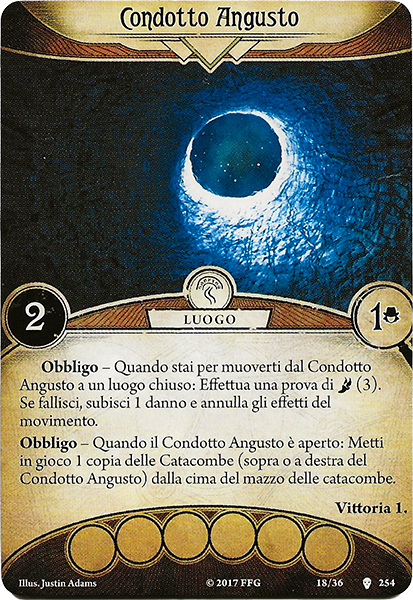 Condotto Angusto
2
LUOGO
1
Obbligo – Quando stai per muoverti dal Condotto
Angusto a un luogo chiuso: Effettua una prova di (3).
Se fallisci, subisci 1 danno e annulla gli effetti del
movimento.
Obbligo – Quando il Condotto Angusto è aperto: Metti
in gioco 1 copia delle Catacombe (sopra o a destra del
Condotto Angusto) dalla cima del mazzo delle catacombe.
Vittoria 1.
Illus. Justin Adams
© 2017 FFG
18/36
254